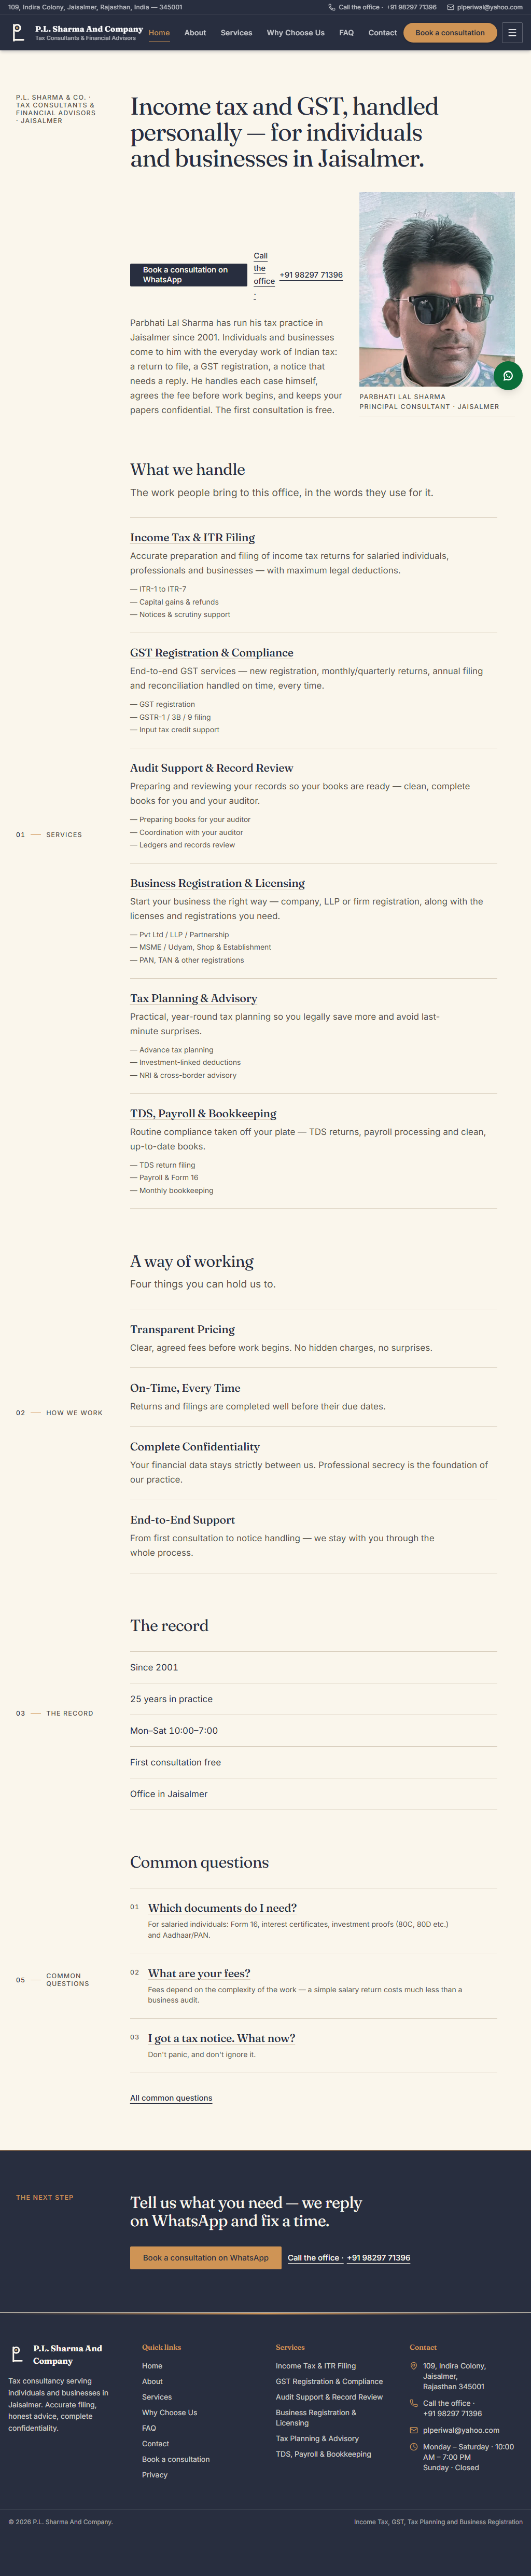 109, Indira Colony, Jaisalmer, Rajasthan, India — 345001
Call the office · +91 98297 71396
plperiwal@yahoo.com
P.L. Sharma And Company
Tax Consultants & Financial Advisors
Home
About
Services
Why Choose Us
FAQ
Contact
Book a consultation
P.L. SHARMA & CO. ·
TAX CONSULTANTS &
FINANCIAL ADVISORS
· JAISALMER
Income tax and GST, handled
personally — for individuals
and businesses in Jaisalmer.
Book a consultation on
WhatsApp
Call
the
office
·
+91 98297 71396
Parbhati Lal Sharma has run his tax practice in
Jaisalmer since 2001. Individuals and businesses
come to him with the everyday work of Indian tax:
a return to file, a GST registration, a notice that
needs a reply. He handles each case himself,
agrees the fee before work begins, and keeps your
papers confidential. The first consultation is free.
PARBHATI LAL SHARMA
PRINCIPAL CONSULTANT · JAISALMER
What we handle
The work people bring to this office, in the words they use for it.
01 — SERVICES
Income Tax & ITR Filing
Accurate preparation and filing of income tax returns for salaried individuals,
professionals and businesses — with maximum legal deductions.
— ITR-1 to ITR-7
— Capital gains & refunds
— Notices & scrutiny support
GST Registration & Compliance
End-to-end GST services — new registration, monthly/quarterly returns, annual filing
and reconciliation handled on time, every time.
— GST registration
— GSTR-1 / 3B / 9 filing
— Input tax credit support
Audit Support & Record Review
Preparing and reviewing your records so your books are ready — clean, complete
books for you and your auditor.
— Preparing books for your auditor
— Coordination with your auditor
— Ledgers and records review
Business Registration & Licensing
Start your business the right way — company, LLP or firm registration, along with the
licenses and registrations you need.
— Pvt Ltd / LLP / Partnership
— MSME / Udyam, Shop & Establishment
— PAN, TAN & other registrations
Tax Planning & Advisory
Practical, year-round tax planning so you legally save more and avoid last-
minute surprises.
— Advance tax planning
— Investment-linked deductions
— NRI & cross-border advisory
TDS, Payroll & Bookkeeping
Routine compliance taken off your plate — TDS returns, payroll processing and clean,
up-to-date books.
— TDS return filing
— Payroll & Form 16
— Monthly bookkeeping
A way of working
Four things you can hold us to.
02 — HOW WE WORK
Transparent Pricing
Clear, agreed fees before work begins. No hidden charges, no surprises.
On-Time, Every Time
Returns and filings are completed well before their due dates.
Complete Confidentiality
Your financial data stays strictly between us. Professional secrecy is the foundation of
our practice.
End-to-End Support
From first consultation to notice handling — we stay with you through the
whole process.
The record
03 — THE RECORD
Since 2001
25 years in practice
Mon–Sat 10:00–7:00
First consultation free
Office in Jaisalmer
Common questions
05 — COMMON
QUESTIONS
01 Which documents do I need?
For salaried individuals: Form 16, interest certificates, investment proofs (80C, 80D etc.)
and Aadhaar/PAN.
02 What are your fees?
Fees depend on the complexity of the work — a simple salary return costs much less than a
business audit.
03 I got a tax notice. What now?
Don't panic, and don't ignore it.
All common questions
THE NEXT STEP
Tell us what you need — we reply
on WhatsApp and fix a time.
Book a consultation on WhatsApp
Call the office · +91 98297 71396
P.L. Sharma And
Company
Tax consultancy serving
individuals and businesses in
Jaisalmer. Accurate filing,
honest advice, complete
confidentiality.
Quick links
Home
About
Services
Why Choose Us
FAQ
Contact
Book a consultation
Privacy
Services
Income Tax & ITR Filing
GST Registration & Compliance
Audit Support & Record Review
Business Registration &
Licensing
Tax Planning & Advisory
TDS, Payroll & Bookkeeping
Contact
109, Indira Colony,
Jaisalmer,
Rajasthan 345001
Call the office ·
+91 98297 71396
plperiwal@yahoo.com
Monday – Saturday · 10:00
AM – 7:00 PM
Sunday · Closed
© 2026 P.L. Sharma And Company.
Income Tax, GST, Tax Planning and Business Registration